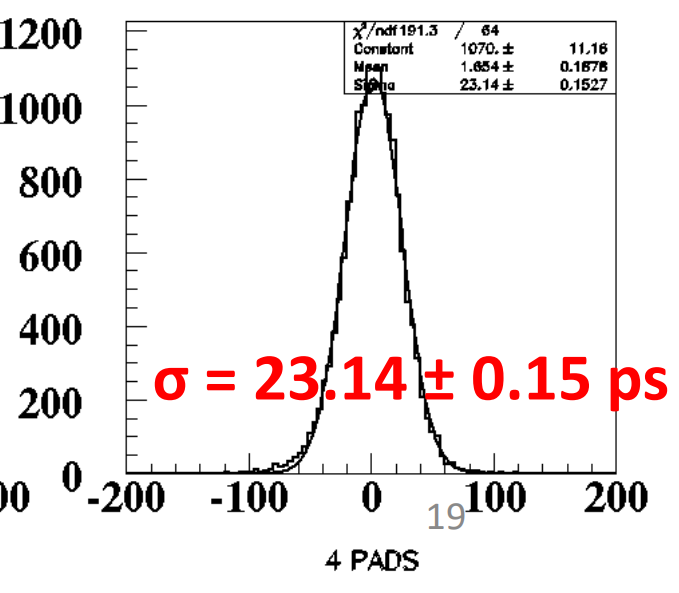 1200
χ²/ndf 191.3 / 64
Constant 1070. ± 11.16
Mean 1.654 ± 0.1678
Sigma 23.14 ± 0.1527
1000
800
600
400
σ = 23.14 ± 0.15 ps
200
0
00 -200 -100 0 100 200
19
4 PADS